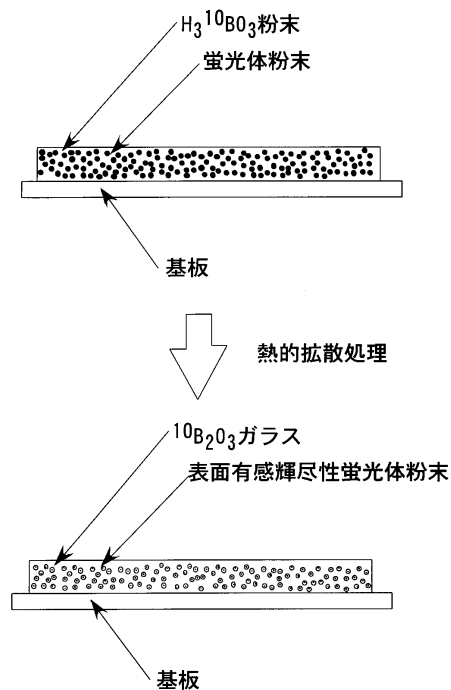 H₃¹⁰BO₃粉末
蛍光体粉末
基板
熱的拡散処理
¹⁰B₂O₃ガラス
表面有感輝尽性蛍光体粉末
基板